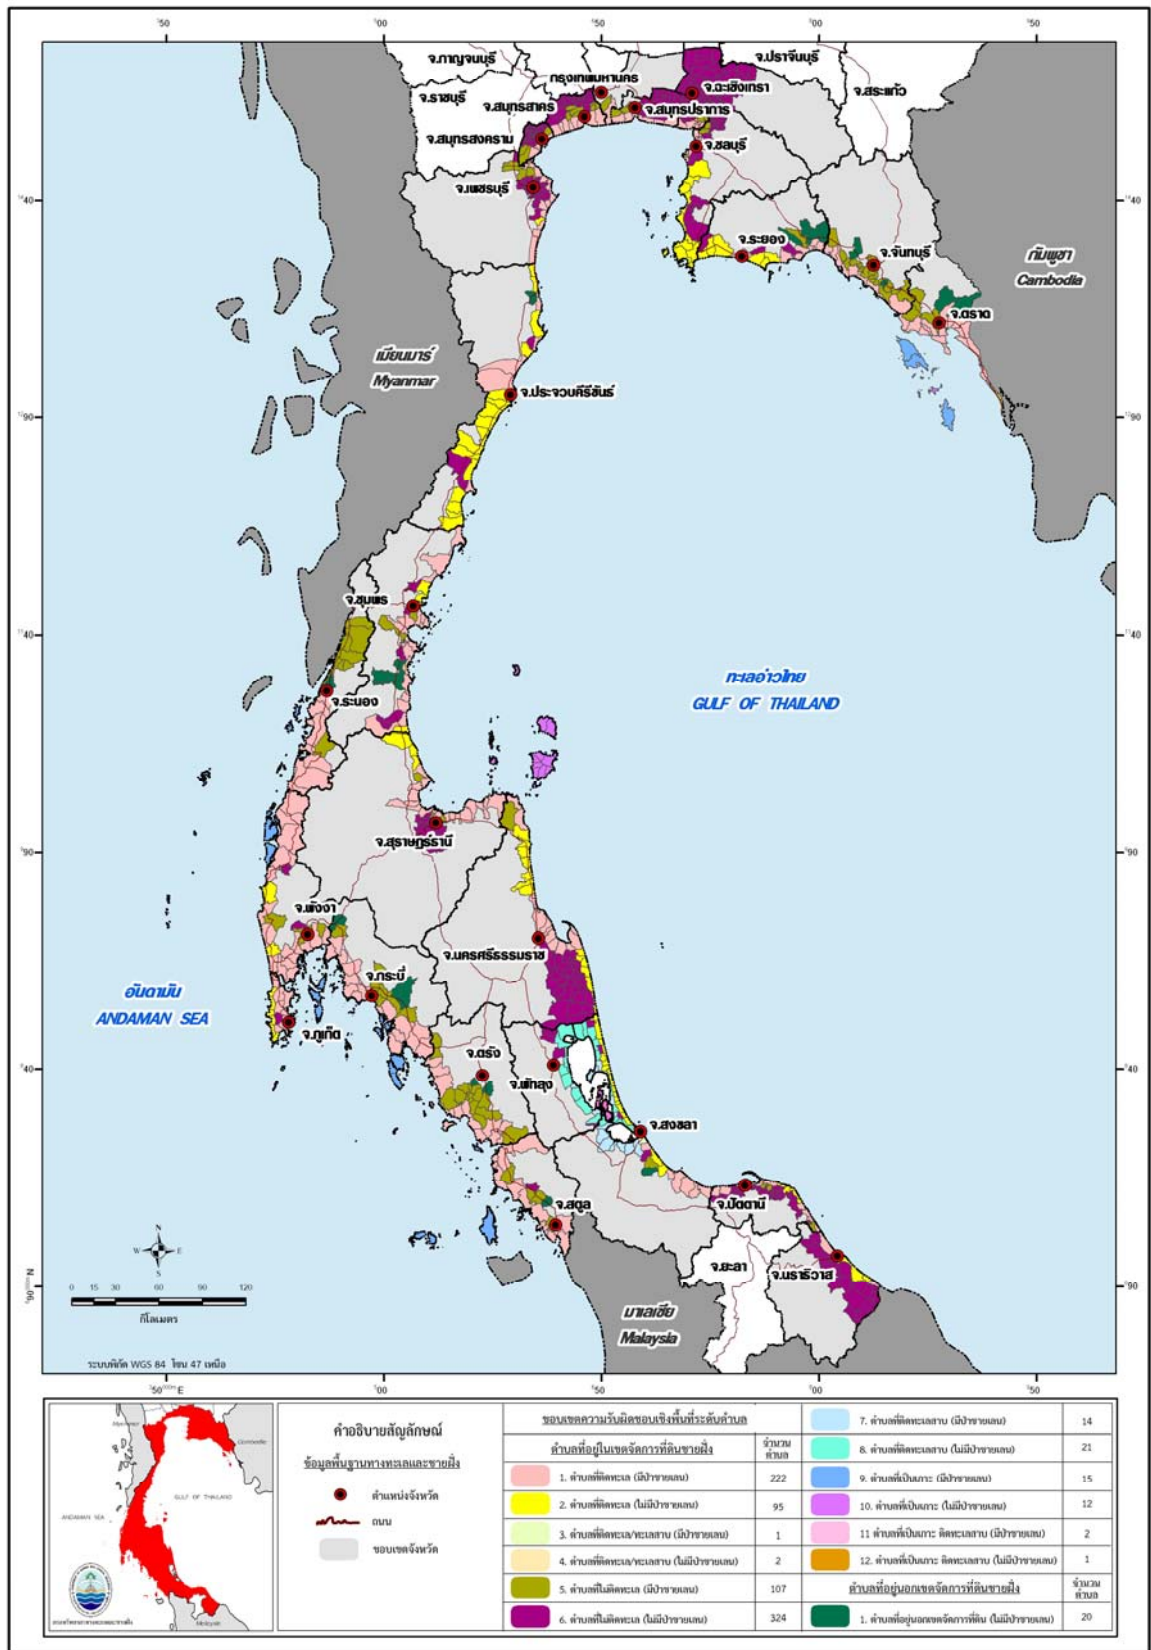 จ.กาญจนบุรี
จ.ปราจีนบุรี
กรุงเทพมหานคร
จ.ฉะเชิงเทรา
จ.สระแก้ว
จ.ราชบุรี
จ.สมุทรสาคร
จ.สมุทรปราการ
จ.สมุทรสงคราม
จ.ชลบุรี
จ.เพชรบุรี
จ.ระยอง
จ.จันทบุรี
กัมพูชา
Cambodia
จ.ตราด
เมียนมาร์
Myanmar
จ.ประจวบคีรีขันธ์
จ.ชุมพร
ทะเลอ่าวไทย
GULF OF THAILAND
จ.ระนอง
จ.สุราษฎร์ธานี
จ.พังงา
จ.นครศรีธรรมราช
จ.กระบี่
อันดามัน
ANDAMAN SEA
จ.ภูเก็ต
จ.ตรัง
จ.พัทลุง
จ.สงขลา
จ.ปัตตานี
จ.สตูล
จ.ยะลา
จ.นราธิวาส
มาเลเซีย
Malaysia
N
W E
S
0 15 30 60 90 120
กิโลเมตร
ระบบพิกัด WGS 84 โซน 47 เหนือ
คำอธิบายสัญลักษณ์
ข้อมูลพื้นฐานทางทะเลและชายฝั่ง
ตำแหน่งจังหวัด
ถนน
ขอบเขตจังหวัด
ขอบเขตความรับผิดชอบเชิงพื้นที่ระดับตำบล
ตำบลที่อยู่ในเขตจัดการที่ดินชายฝั่ง จำนวนตำบล
1. ตำบลที่ติดทะเล (มีป่าชายเลน) 222
2. ตำบลที่ติดทะเล (ไม่มีป่าชายเลน) 95
3. ตำบลที่ติดทะเล/ทะเลสาบ (มีป่าชายเลน) 1
4. ตำบลที่ติดทะเล/ทะเลสาบ (ไม่มีป่าชายเลน) 2
5. ตำบลที่ไม่ติดทะเล (มีป่าชายเลน) 107
6. ตำบลที่ไม่ติดทะเล (ไม่มีป่าชายเลน) 324
7. ตำบลที่ติดทะเลสาบ (มีป่าชายเลน) 14
8. ตำบลที่ติดทะเลสาบ (ไม่มีป่าชายเลน) 21
9. ตำบลที่เป็นเกาะ (มีป่าชายเลน) 15
10. ตำบลที่เป็นเกาะ (ไม่มีป่าชายเลน) 12
11 ตำบลที่เป็นเกาะ ติดทะเลสาบ (มีป่าชายเลน) 2
12. ตำบลที่เป็นเกาะ ติดทะเลสาบ (ไม่มีป่าชายเลน) 1
ตำบลที่อยู่นอกเขตจัดการที่ดินชายฝั่ง จำนวนตำบล
1. ตำบลที่อยู่นอกเขตจัดการที่ดิน (ไม่มีป่าชายเลน) 20
GULF OF THAILAND
ANDAMAN SEA
Malaysia